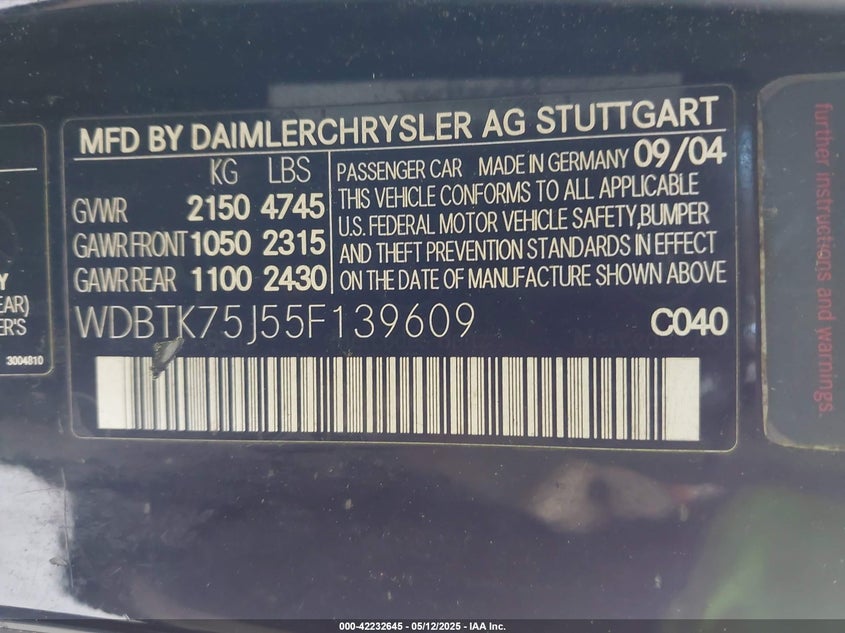 MFD BY DAIMLERCHRYSLER AG STUTTGART
KG LBS
GVWR 2150 4745
GAWR FRONT 1050 2315
GAWR REAR 1100 2430
PASSENGER CAR MADE IN GERMANY 09/04
THIS VEHICLE CONFORMS TO ALL APPLICABLE
U.S. FEDERAL MOTOR VEHICLE SAFETY,BUMPER
AND THEFT PREVENTION STANDARDS IN EFFECT
ON THE DATE OF MANUFACTURE SHOWN ABOVE
WDBTK75J55F139609
C040
Y
EAR)
ER'S
3004810
further instructions and warnings.
000-42232645 - 05/12/2025 - IAA Inc.